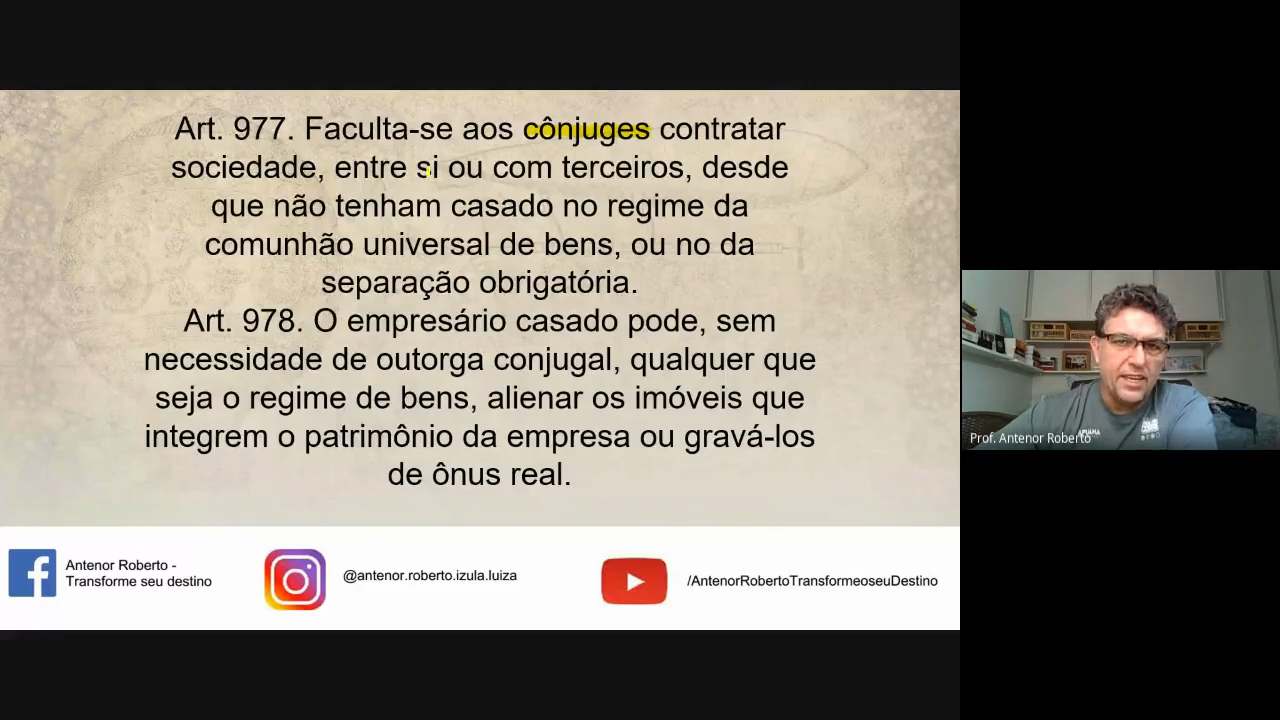 Art. 977. Faculta-se aos cônjuges contratar
sociedade, entre si ou com terceiros, desde
que não tenham casado no regime da
comunhão universal de bens, ou no da
separação obrigatória.
Art. 978. O empresário casado pode, sem
necessidade de outorga conjugal, qualquer que
seja o regime de bens, alienar os imóveis que
integrem o patrimônio da empresa ou gravá-los
de ônus real.
Antenor Roberto -
Transforme seu destino
@antenor.roberto.izula.luiza
/AntenorRobertoTransformeoseuDestino
Prof. Antenor Roberto